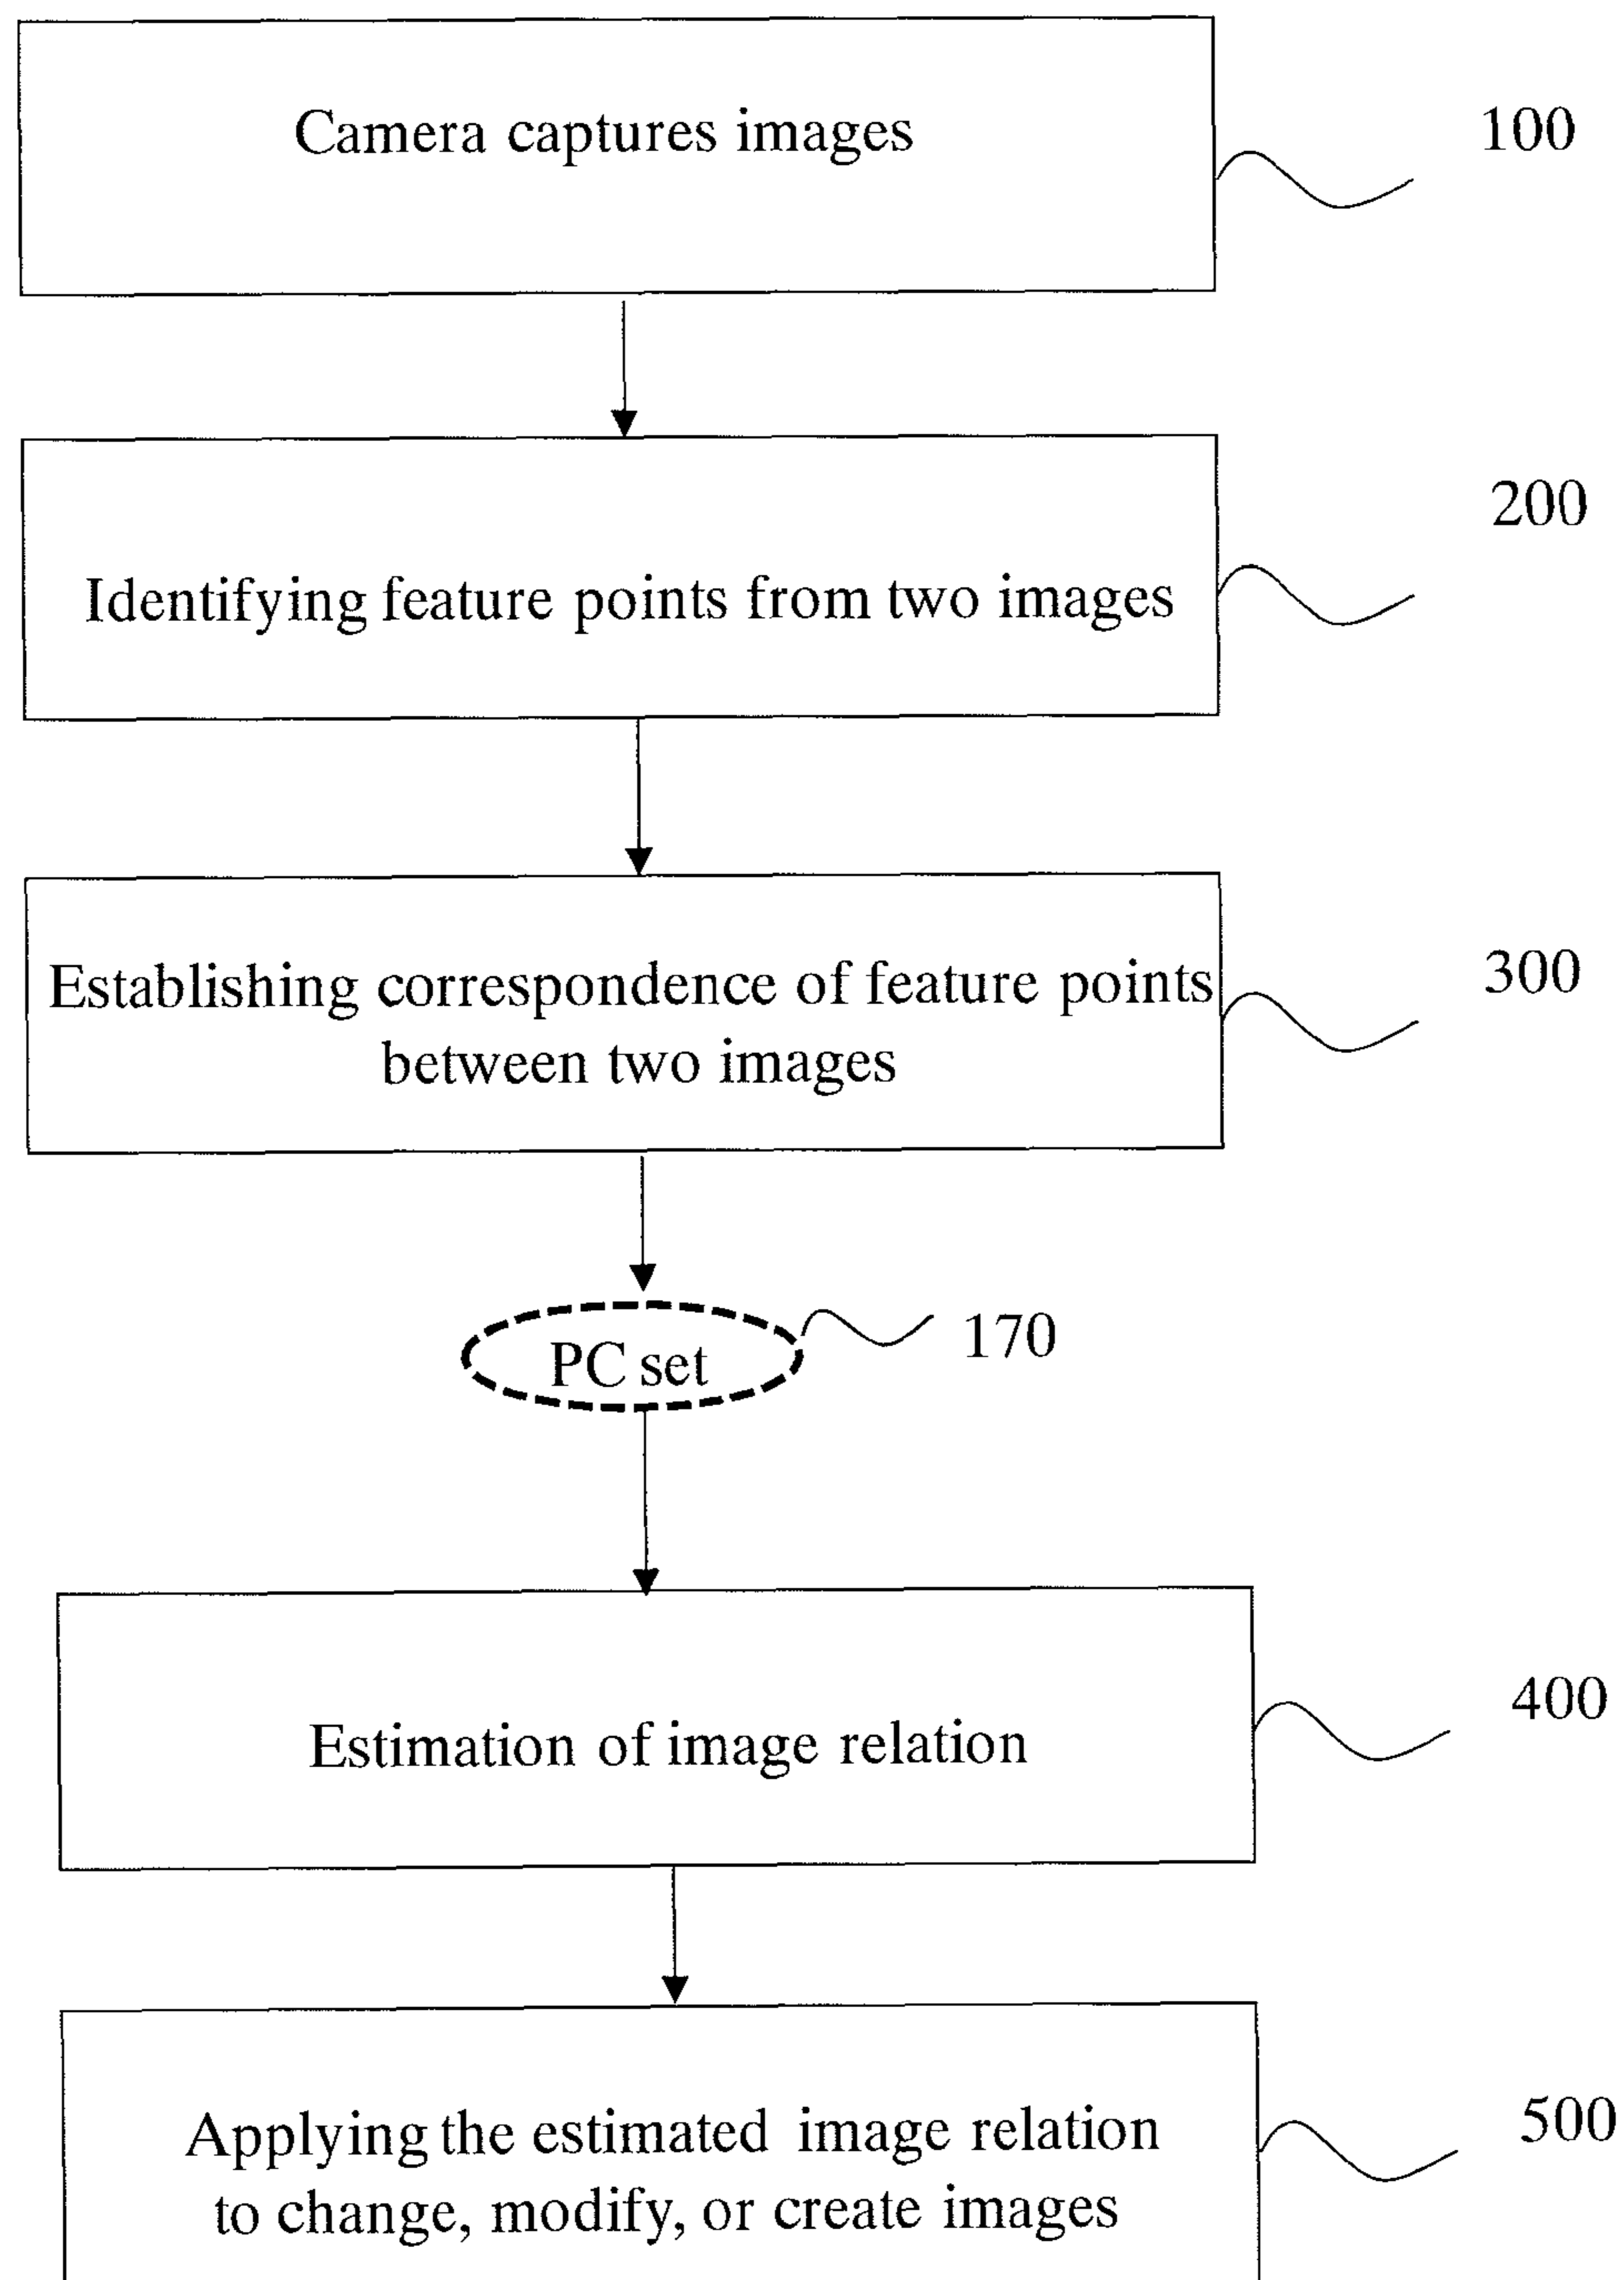 Camera captures images
100
200
Identifying feature points from two images
300
Establishing correspondence of feature points
between two images
170
PC set
400
Estimation of image relation
500
Applying the estimated image relation
to change, modify, or create images